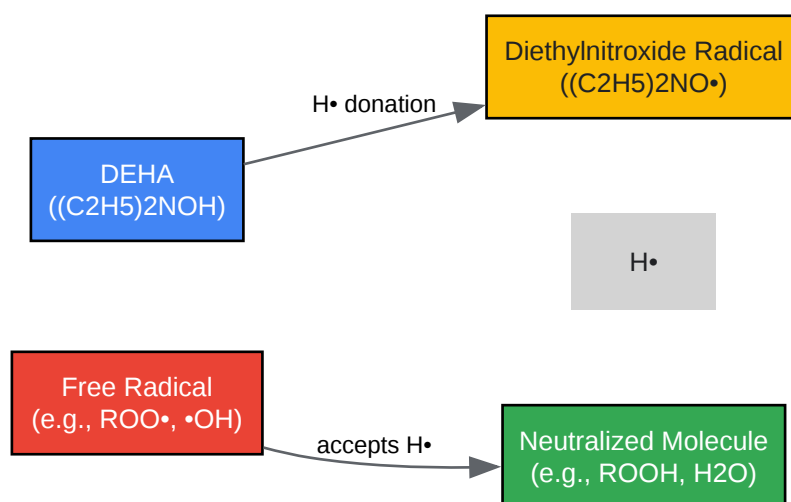 Diethylnitroxide Radical
((C2H5)2NO•)
H• donation
DEHA
((C2H5)2NOH)
H•
Free Radical
(e.g., ROO•, •OH)
accepts H•
Neutralized Molecule
(e.g., ROOH, H2O)